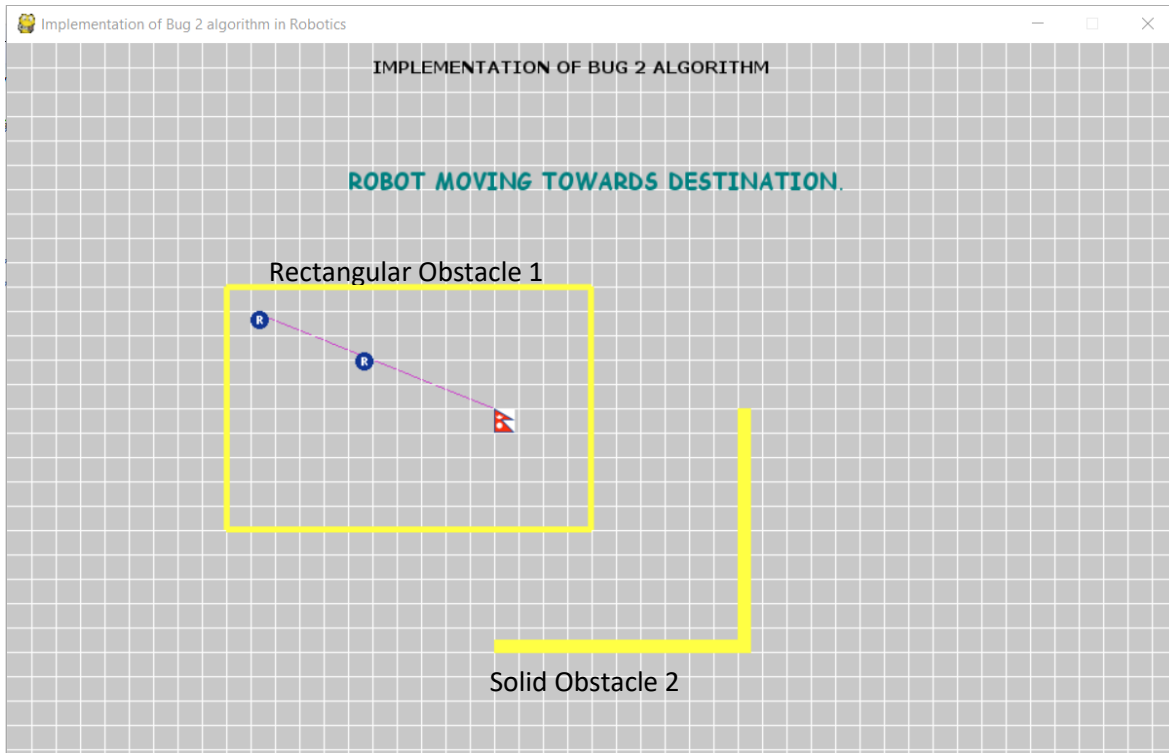 Implementation of Bug 2 algorithm in Robotics
IMPLEMENTATION OF BUG 2 ALGORITHM
ROBOT MOVING TOWARDS DESTINATION.
Rectangular Obstacle 1
R
R
Solid Obstacle 2